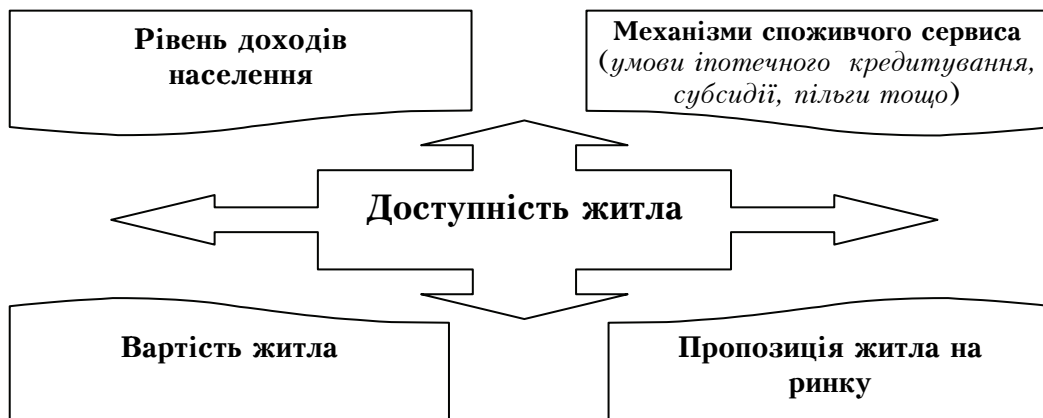 Рівень доходів
населення
Механізми споживчого сервиса
(умови іпотечного кредитування,
субсидії, пільги тощо)
Доступність житла
Вартість житла
Пропозиція житла на
ринку